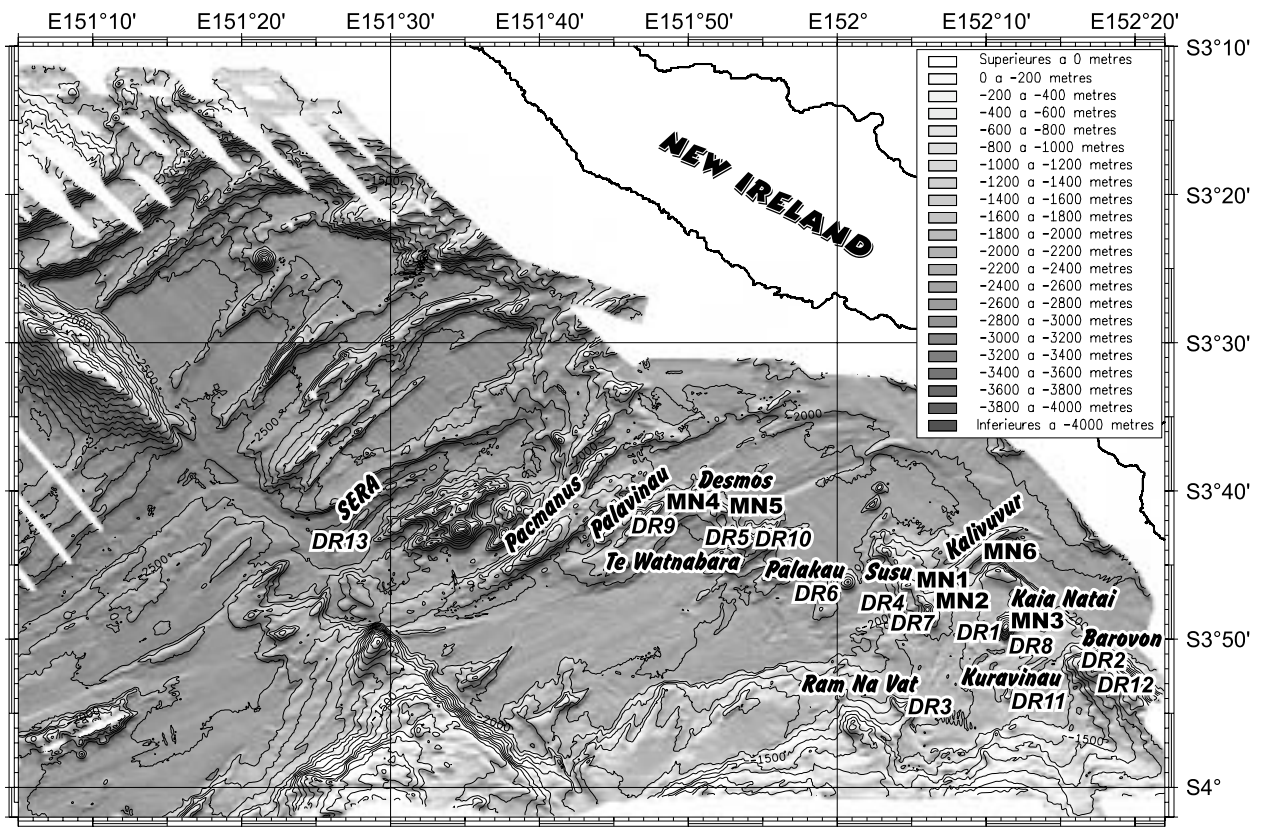 E151°10' E151°20' E151°30' E151°40' E151°50' E152° E152°10' E152°20'
S3°10'
S3°20'
S3°30'
S3°40'
S3°50'
S4°
Superieures a 0 metres
0 a -200 metres
-200 a -400 metres
-400 a -600 metres
-600 a -800 metres
-800 a -1000 metres
-1000 a -1200 metres
-1200 a -1400 metres
-1400 a -1600 metres
-1600 a -1800 metres
-1800 a -2000 metres
-2000 a -2200 metres
-2200 a -2400 metres
-2400 a -2600 metres
-2600 a -2800 metres
-2800 a -3000 metres
-3000 a -3200 metres
-3200 a -3400 metres
-3400 a -3600 metres
-3600 a -3800 metres
-3800 a -4000 metres
Inferieures a -4000 metres
NEW IRELAND
-1500
-2500
-2000
-2500
SERA
DR13
Pacmanus
Palavinau
Desmos
MN4 MN5
DR9
DR5 DR10
Te Watnabara
Palakau
DR6
Susu
MN1
MN2
DR4
DR7
Kalivuvur
MN6
Kaia Natai
MN3
DR1
DR8
Barovon
DR2
DR12
Kuravinau
DR11
Ram Na Vat
DR3
-2500
-2000
-1500
-1500